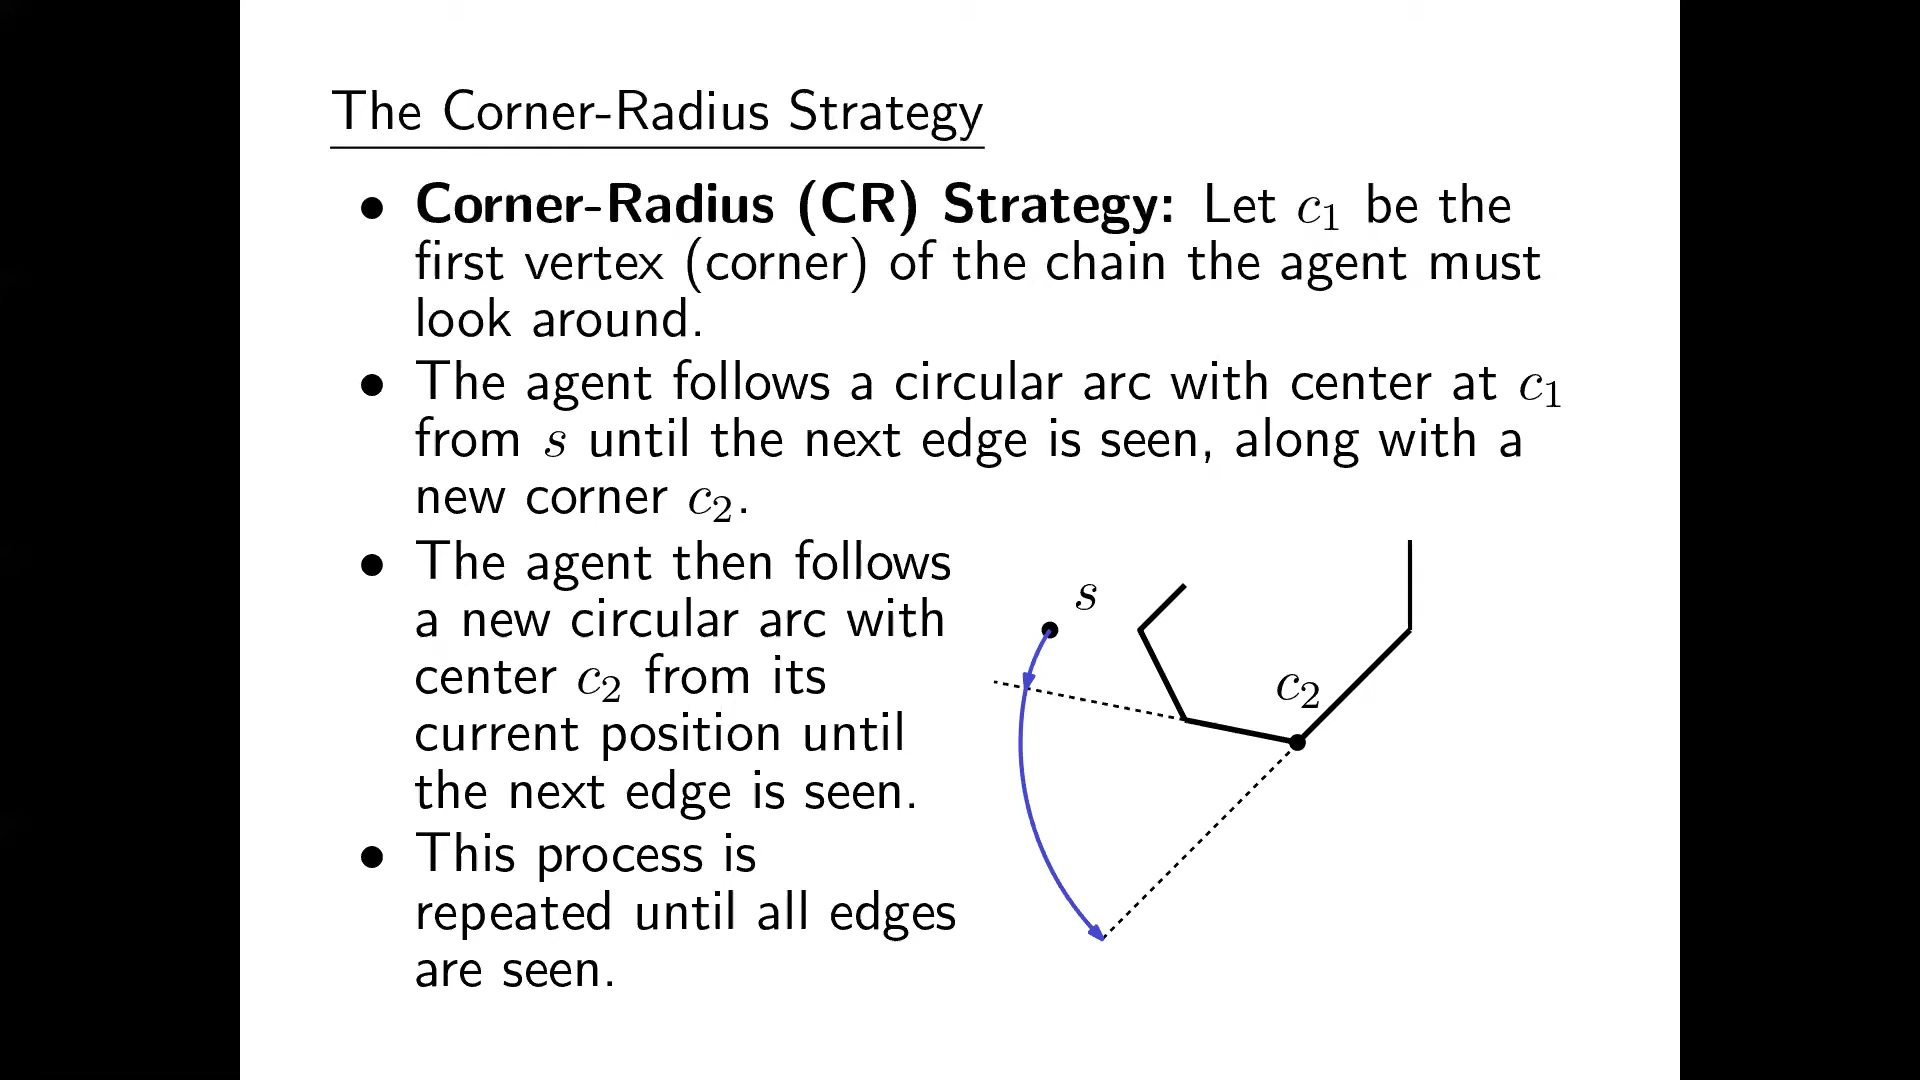 The Corner-Radius Strategy
• Corner-Radius (CR) Strategy: Let c₁ be the
first vertex (corner) of the chain the agent must
look around.
• The agent follows a circular arc with center at c₁
from s until the next edge is seen, along with a
new corner c₂.
• The agent then follows
a new circular arc with
center c₂ from its
current position until
the next edge is seen.
• This process is
repeated until all edges
are seen.
s
c₂